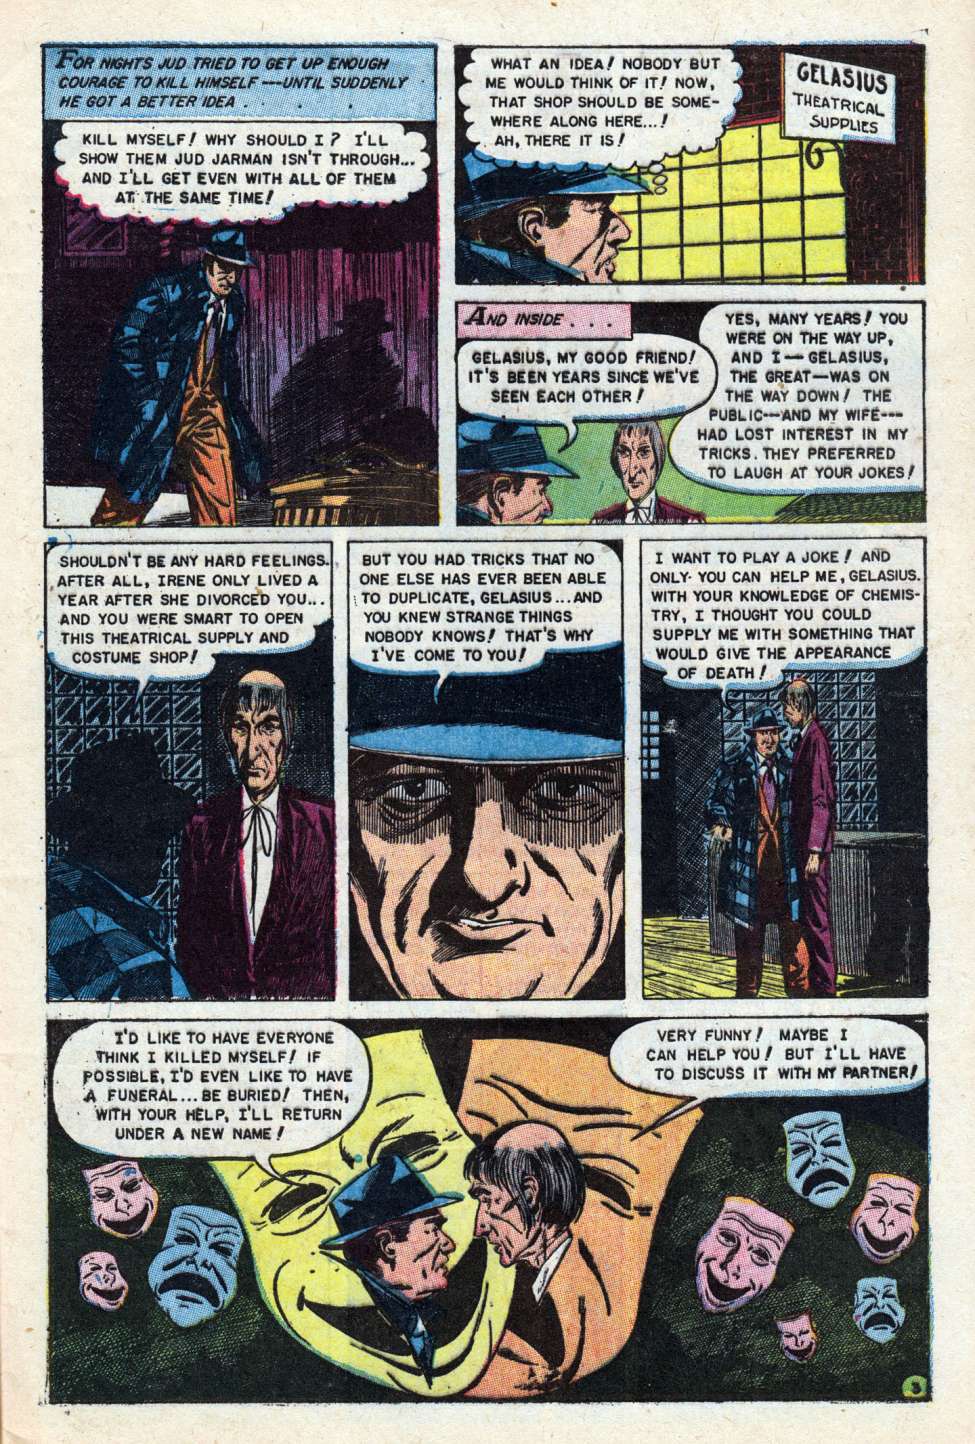 FOR NIGHTS JUD TRIED TO GET UP ENOUGH
COURAGE TO KILL HIMSELF---UNTIL SUDDENLY
HE GOT A BETTER IDEA . . . . .
KILL MYSELF! WHY SHOULD I? I'LL
SHOW THEM JUD JARMAN ISN'T THROUGH...
AND I'LL GET EVEN WITH ALL OF THEM
AT THE SAME TIME!
WHAT AN IDEA! NOBODY BUT
ME WOULD THINK OF IT! NOW,
THAT SHOP SHOULD BE SOME-
WHERE ALONG HERE...!
AH, THERE IT IS!
GELASIUS
THEATRICAL
SUPPLIES
6
AND INSIDE . . .
GELASIUS, MY GOOD FRIEND!
IT'S BEEN YEARS SINCE WE'VE
SEEN EACH OTHER!
YES, MANY YEARS! YOU
WERE ON THE WAY UP,
AND I -- GELASIUS,
THE GREAT--WAS ON
THE WAY DOWN! THE
PUBLIC---AND MY WIFE---
HAD LOST INTEREST IN MY
TRICKS. THEY PREFERRED
TO LAUGH AT YOUR JOKES!
SHOULDN'T BE ANY HARD FEELINGS.
AFTER ALL, IRENE ONLY LIVED A
YEAR AFTER SHE DIVORCED YOU...
AND YOU WERE SMART TO OPEN
THIS THEATRICAL SUPPLY AND
COSTUME SHOP!
BUT YOU HAD TRICKS THAT NO
ONE ELSE HAS EVER BEEN ABLE
TO DUPLICATE, GELASIUS...AND
YOU KNEW STRANGE THINGS
NOBODY KNOWS! THAT'S WHY
I'VE COME TO YOU!
I WANT TO PLAY A JOKE! AND
ONLY YOU CAN HELP ME, GELASIUS.
WITH YOUR KNOWLEDGE OF CHEMIS-
TRY, I THOUGHT YOU COULD
SUPPLY ME WITH SOMETHING THAT
WOULD GIVE THE APPEARANCE
OF DEATH!
I'D LIKE TO HAVE EVERYONE
THINK I KILLED MYSELF! IF
POSSIBLE, I'D EVEN LIKE TO HAVE
A FUNERAL...BE BURIED! THEN,
WITH YOUR HELP, I'LL RETURN
UNDER A NEW NAME!
VERY FUNNY! MAYBE I
CAN HELP YOU! BUT I'LL HAVE
TO DISCUSS IT WITH MY PARTNER!
3